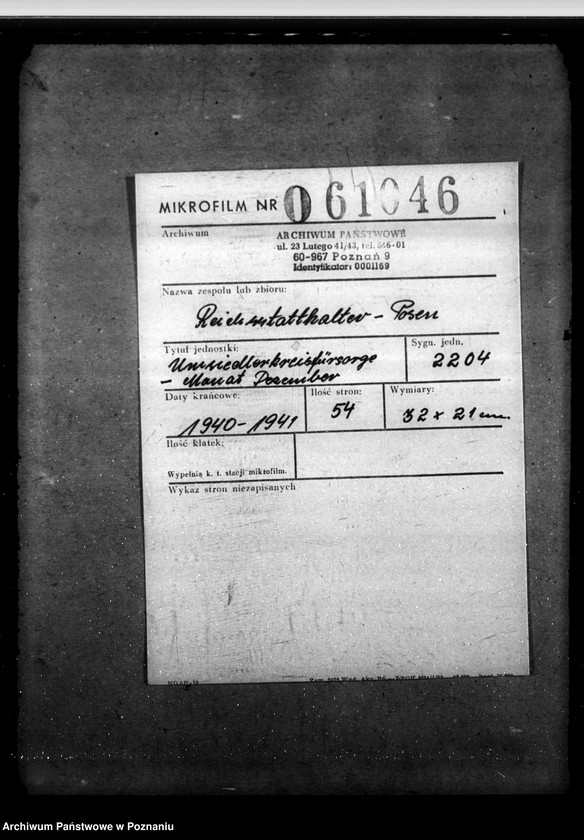 MIKROFILM NR 061046
Archiwum
ARCHIWUM PAŃSTWOWE
ul. 23 Lutego 41/43, tel. 546-01
60-967 Poznań 9
Identyfikator: 0001169
Nazwa zespołu lub zbioru:
Reichsstatthalter - Posen
Tytuł jednostki:
Umsiedlerkreisfürsorge
- Monat Dezember
Sygn. jedn.
2204
Daty krańcowe:
1940-1941
Ilość stron:
54
Wymiary:
32 x 21 cm.
Ilość klatek:
Wypełnia k. t. stacji mikrofilm.
Wykaz stron niezapisanych
Archiwum Państwowe w Poznaniu